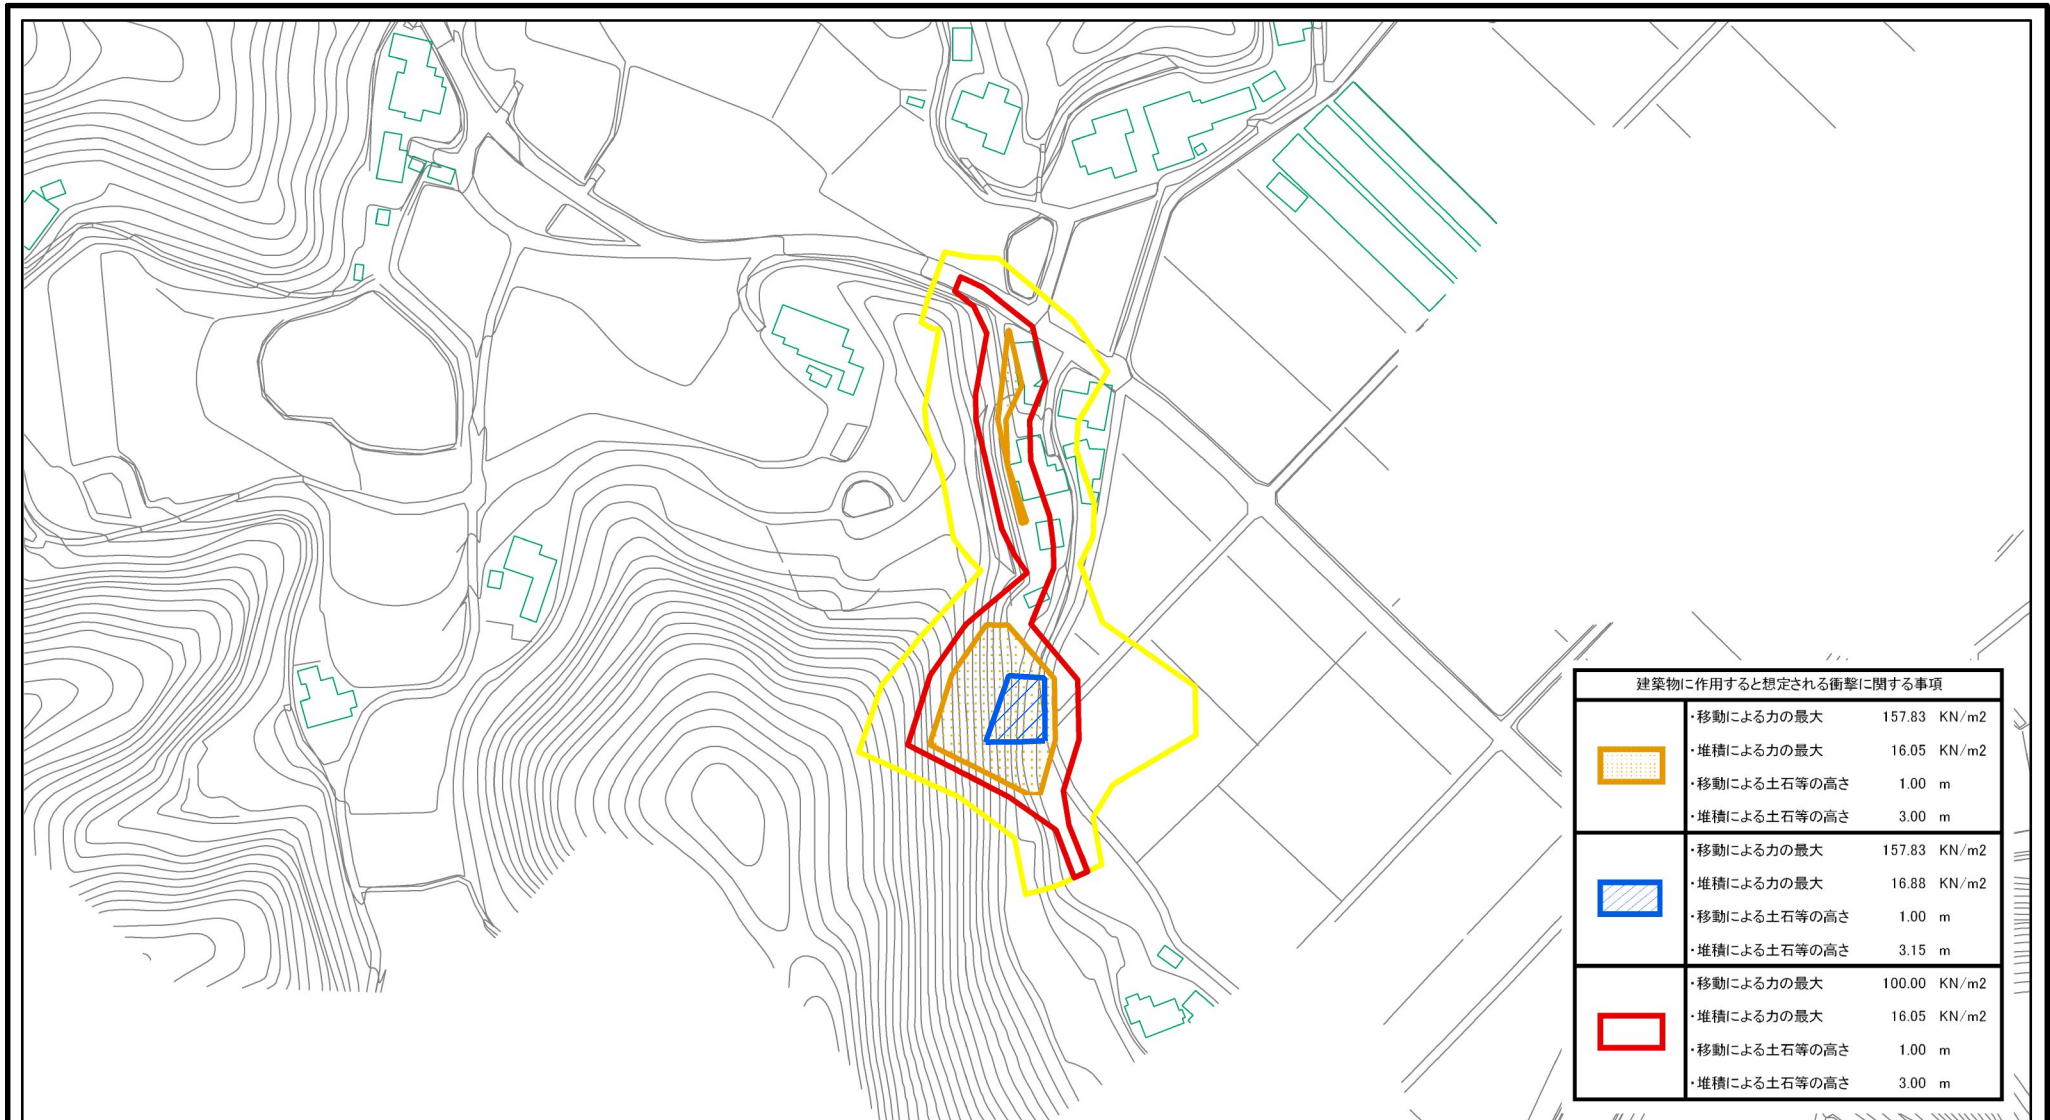 建築物に作用すると想定される衝撃に関する事項
・移動による力の最大 157.83 KN/m2
・堆積による力の最大 16.05 KN/m2
・移動による土石等の高さ 1.00 m
・堆積による土石等の高さ 3.00 m
・移動による力の最大 157.83 KN/m2
・堆積による力の最大 16.88 KN/m2
・移動による土石等の高さ 1.00 m
・堆積による土石等の高さ 3.15 m
・移動による力の最大 100.00 KN/m2
・堆積による力の最大 16.05 KN/m2
・移動による土石等の高さ 1.00 m
・堆積による土石等の高さ 3.00 m